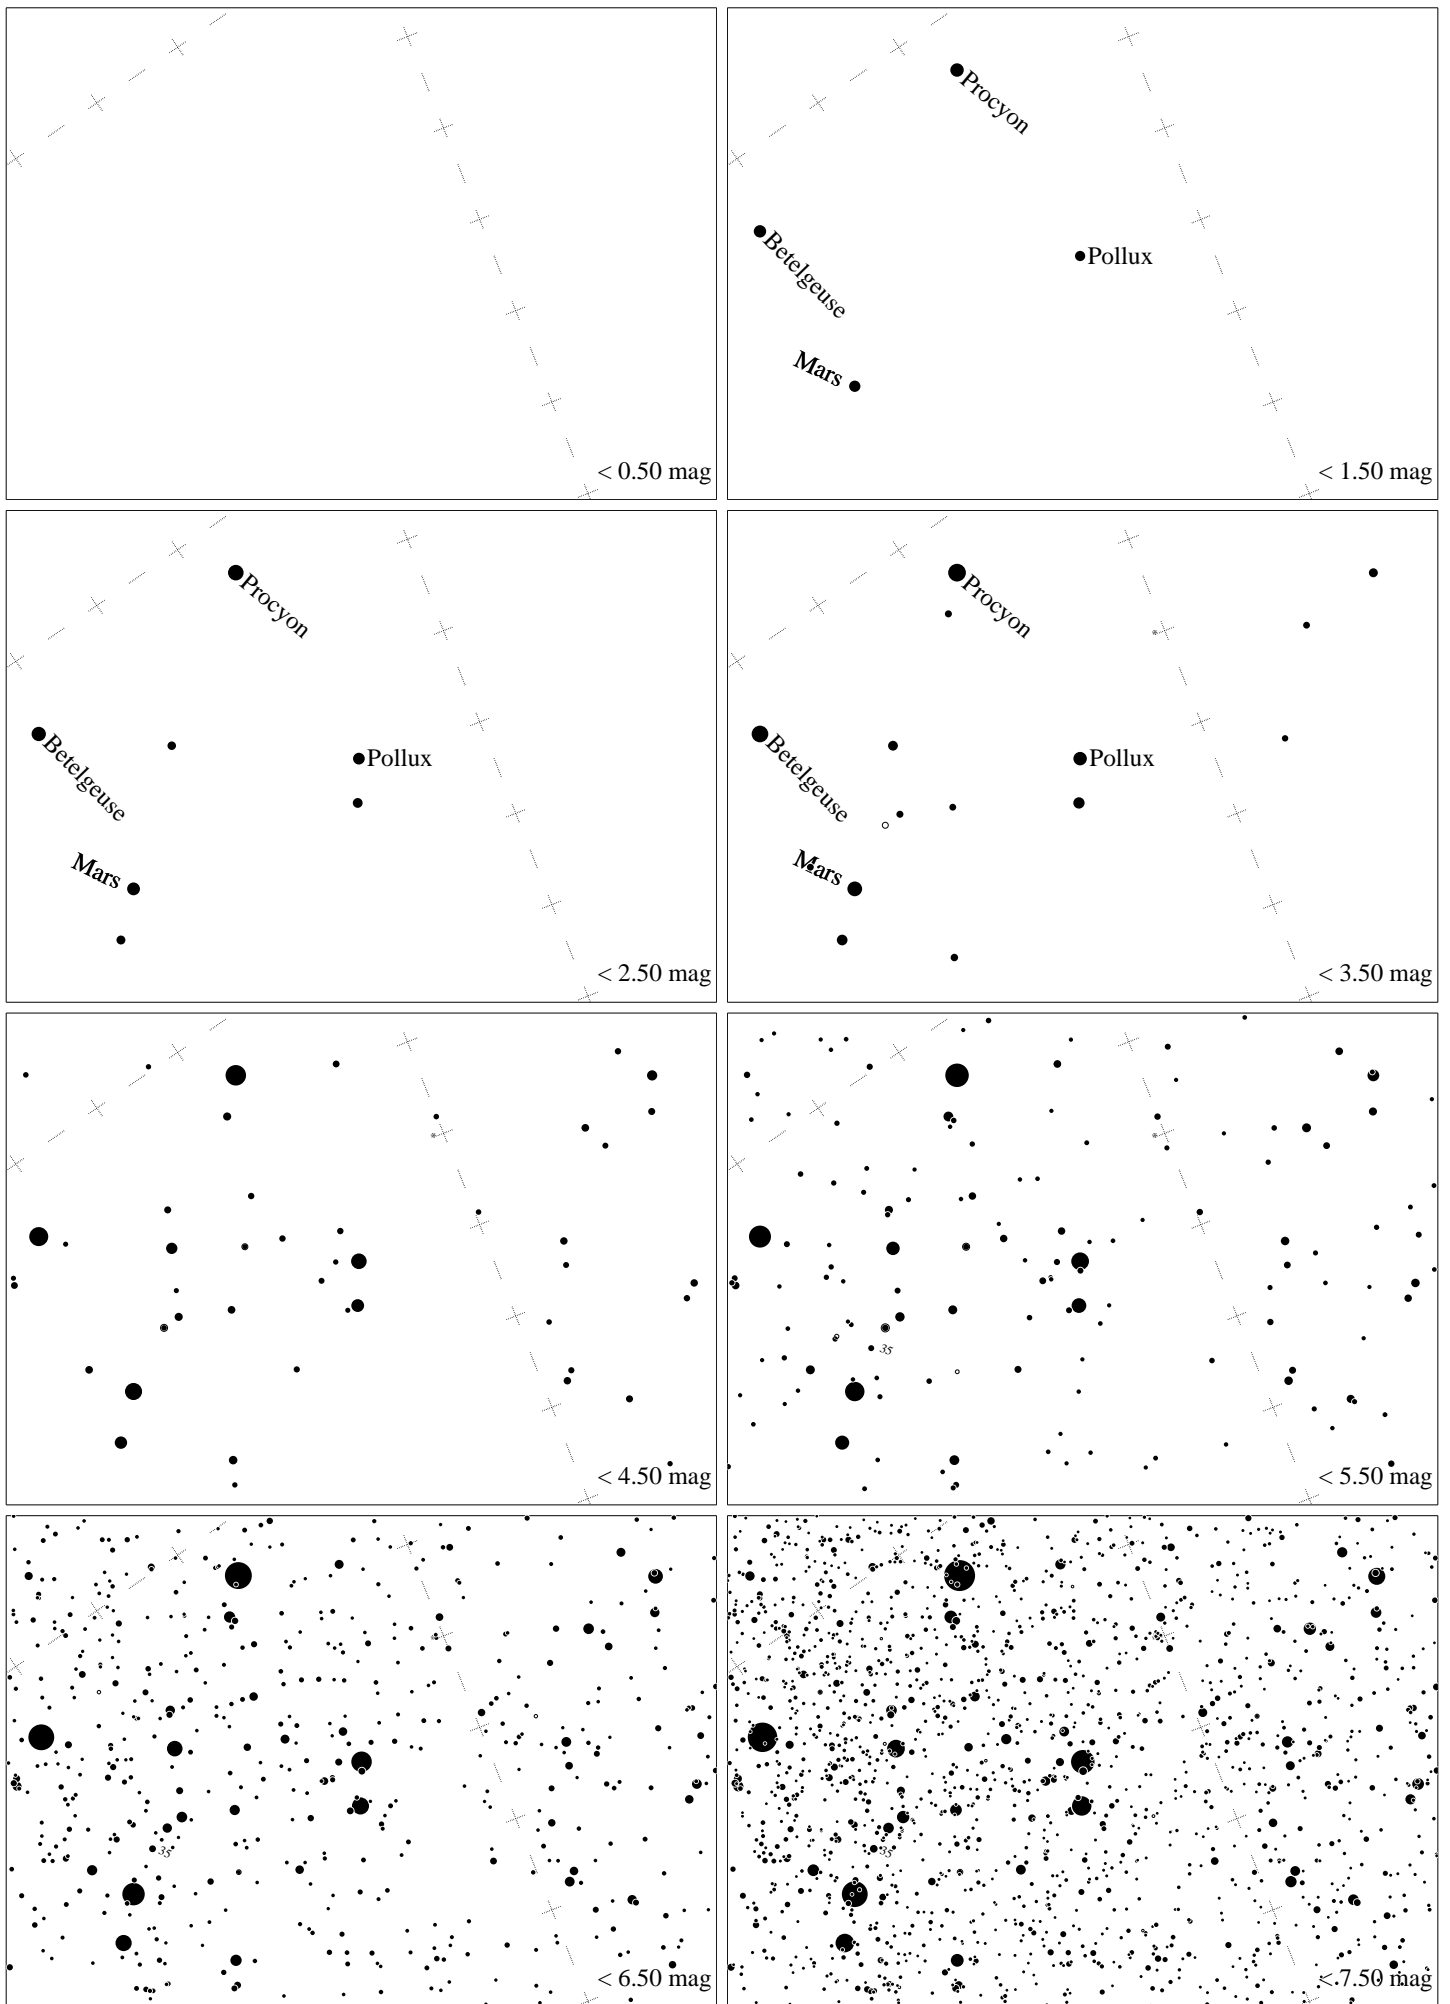 < 0.50 mag
Procyon
Betelgeuse
Pollux
Mars
< 1.50 mag
Procyon
Betelgeuse
Pollux
Mars
< 2.50 mag
Procyon
Betelgeuse
Pollux
Mars
< 3.50 mag
< 4.50 mag
35
< 5.50 mag
35
< 6.50 mag
35
< 7.50 mag